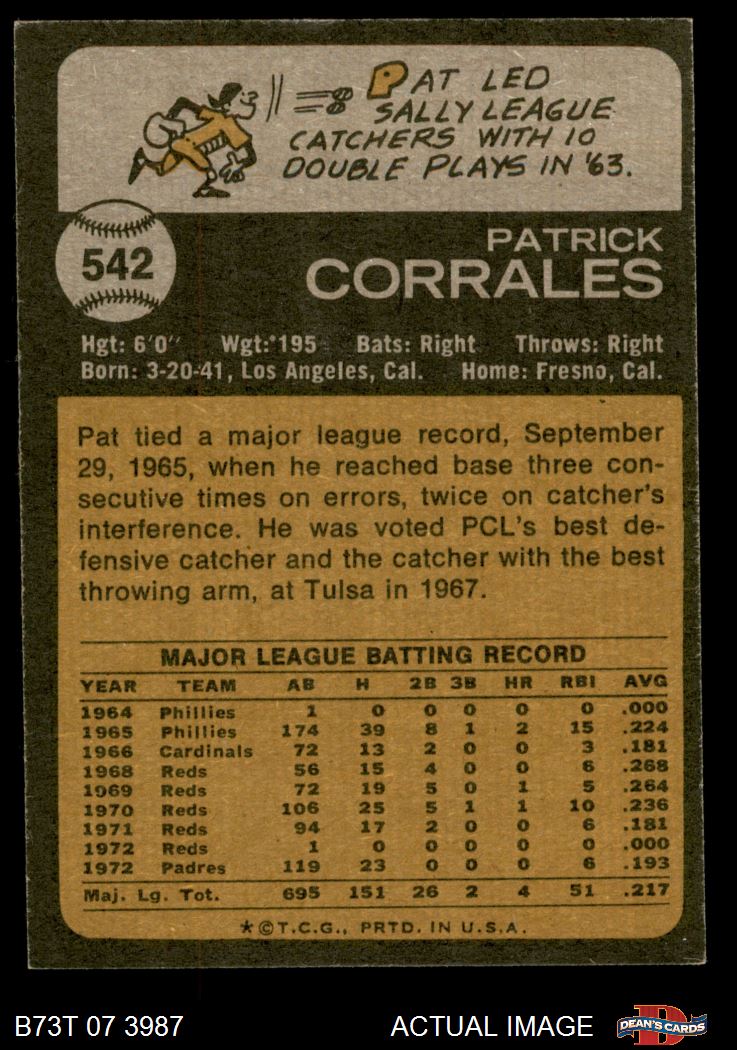 PAT LED
SALLY LEAGUE
CATCHERS WITH 10
DOUBLE PLAYS IN '63.
542
PATRICK
CORRALES
Hgt: 6'0" Wgt: 195 Bats: Right Throws: Right
Born: 3-20-41, Los Angeles, Cal. Home: Fresno, Cal.
Pat tied a major league record, September
29, 1965, when he reached base three con-
secutive times on errors, twice on catcher's
interference. He was voted PCL's best de-
fensive catcher and the catcher with the best
throwing arm, at Tulsa in 1967.
MAJOR LEAGUE BATTING RECORD
YEAR TEAM AB H 2B 3B HR RBI AVG
1964 Phillies 1 0 0 0 0 0 .000
1965 Phillies 174 39 8 1 2 15 .224
1966 Cardinals 72 13 2 0 0 3 .181
1968 Reds 56 15 4 0 0 6 .268
1969 Reds 72 19 5 0 1 5 .264
1970 Reds 106 25 5 1 1 10 .236
1971 Reds 94 17 2 0 0 6 .181
1972 Reds 1 0 0 0 0 0 .000
1972 Padres 119 23 0 0 0 6 .193
Maj. Lg. Tot. 695 151 26 2 4 51 .217
*©T.C.G., PRTD. IN U.S.A.
B73T 07 3987 ACTUAL IMAGE D DEAN'S CARDS